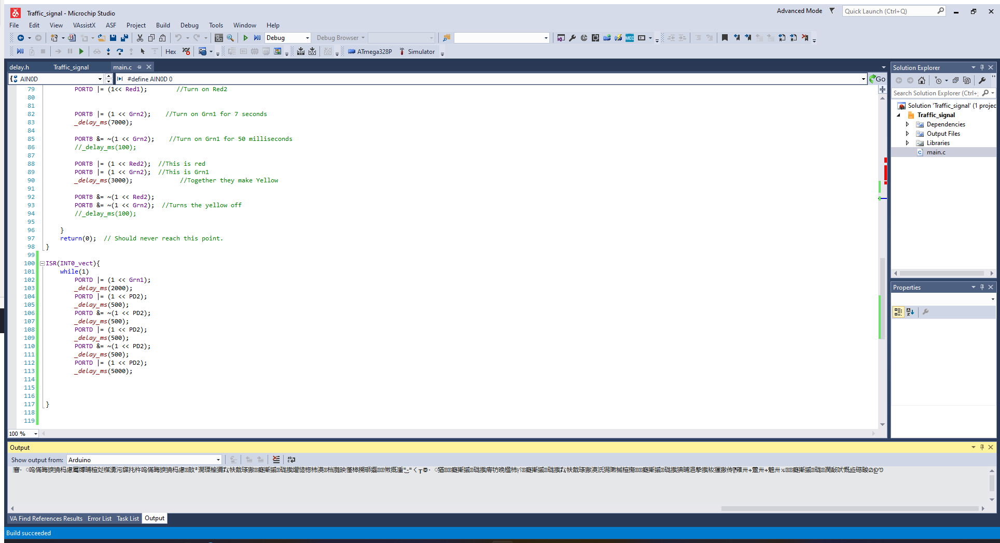 Traffic_signal - Microchip Studio
Advanced Mode
Quick Launch (Ctrl+Q)
File Edit View VAssistX ASF Project Build Debug Tools Window Help
Debug
Debug Browser
Hex
ATmega328P
Simulator
delay.h Traffic_signal main.c
AIN0D
#define AIN0D 0
Go
79 PORTD |= (1<< Red1); //Turn on Red2
80
81
82 PORTB |= (1 << Grn2); //Turn on Grn1 for 7 seconds
83 _delay_ms(7000);
84
85 PORTB &= ~(1 << Grn2); //Turn on Grn1 for 50 milliseconds
86 //_delay_ms(100);
87
88 PORTB |= (1 << Red2); //This is red
89 PORTB |= (1 << Grn2); //This is Grn1
90 _delay_ms(3000); //Together they make Yellow
91
92 PORTB &= ~(1 << Red2);
93 PORTB &= ~(1 << Grn2); //Turns the yellow off
94 //_delay_ms(100);
95
96 }
97 return(0); // Should never reach this point.
98 }
99
100 ISR(INT0_vect){
101 while(1)
102 PORTD |= (1 << Grn1);
103 _delay_ms(2000);
104 PORTD |= (1 << PD2);
105 _delay_ms(500);
106 PORTD &= ~(1 << PD2);
107 _delay_ms(500);
108 PORTD |= (1 << PD2);
109 _delay_ms(500);
110 PORTD &= ~(1 << PD2);
111 _delay_ms(500);
112 PORTD |= (1 << PD2);
113 _delay_ms(5000);
114
115
116
117 }
118
119
100 %
Solution Explorer
Search Solution Explorer (Ctrl+;
Solution 'Traffic_signal' (1 projec
Traffic_signal
Dependencies
Output Files
Libraries
main.c
Properties
Output
Show output from: Arduino
VA Find References Results Error List Task List Output
Build succeeded